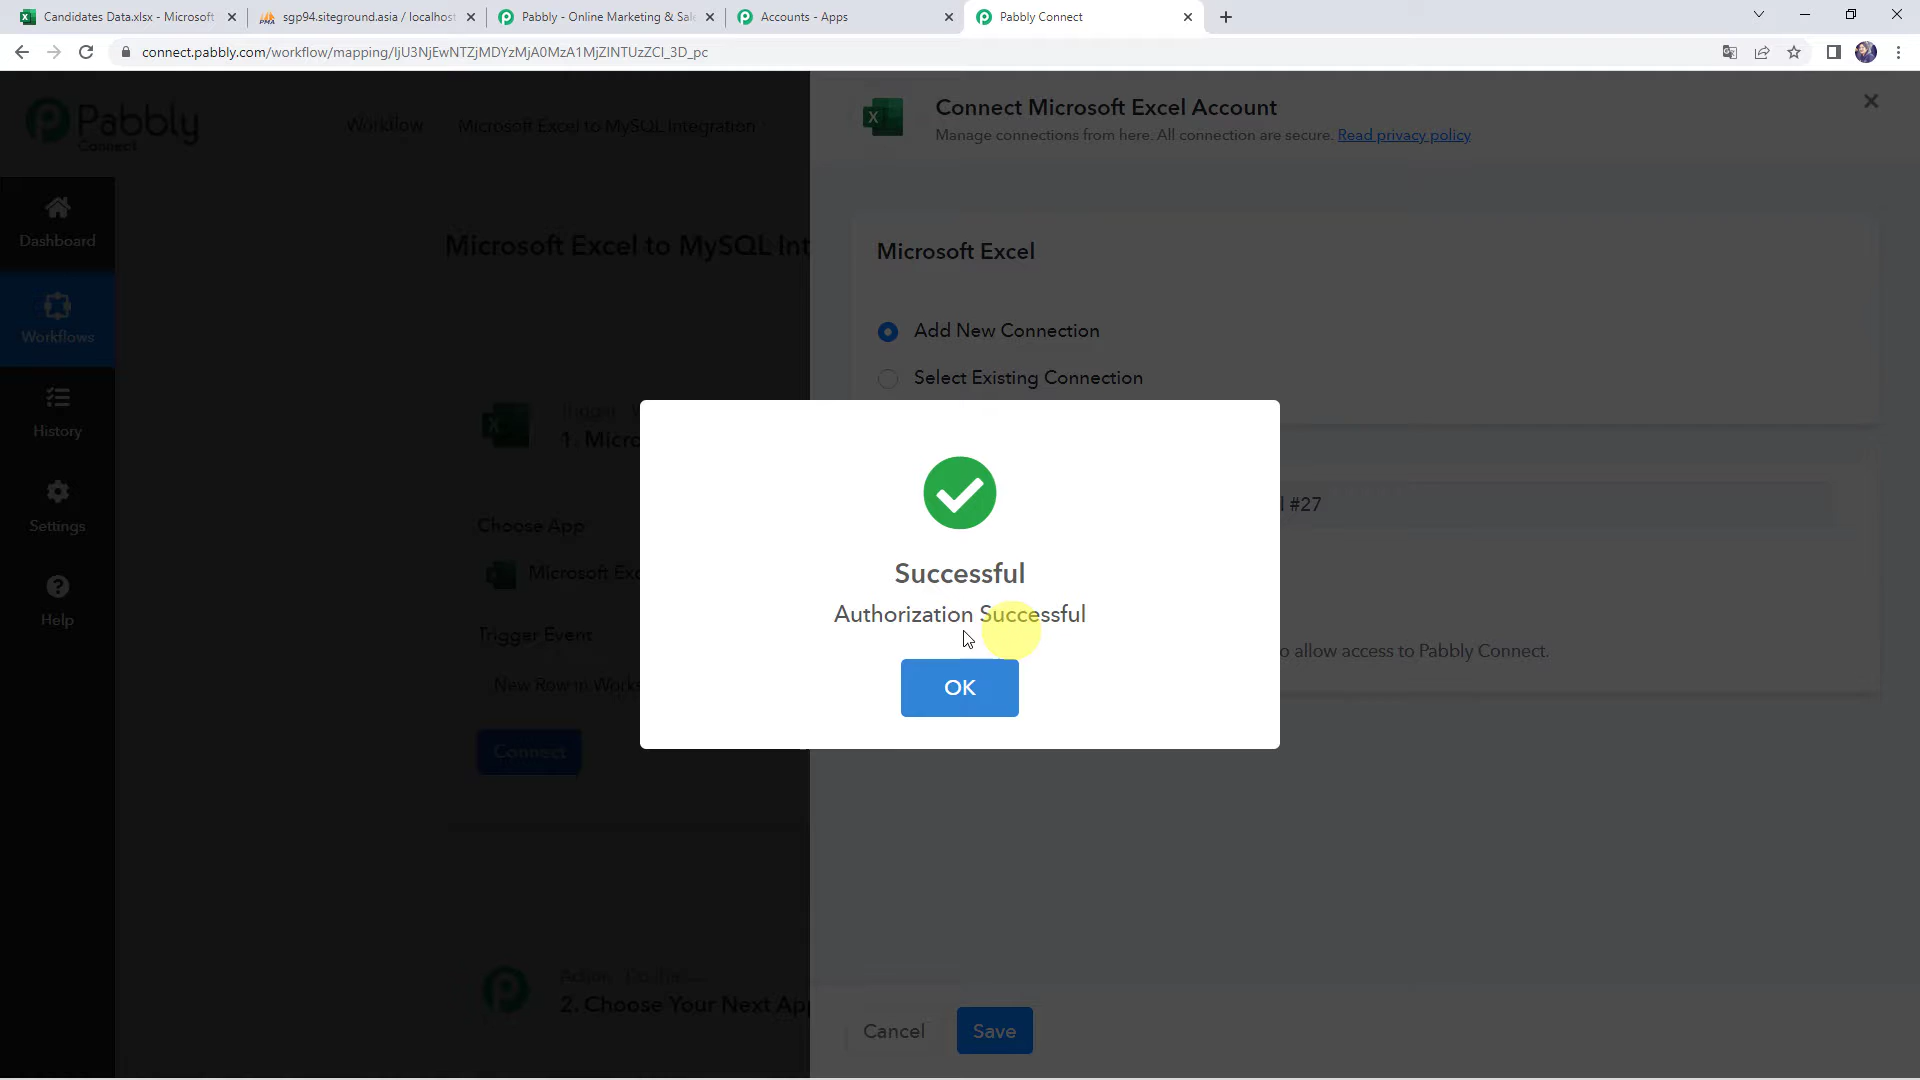 Candidates Data.xlsx - Microsoft
sgp94.siteground.asia / localhost
Pabbly - Online Marketing & Sale
Accounts - Apps
Pabbly Connect
connect.pabbly.com/workflow/mapping/IjU3NjEwNTZjMDYzMjA0MzA1MjZlNTUzZCI_3D_pc
Pabbly
Connect
Workflow
Microsoft Excel to MySQL Integration
Connect Microsoft Excel Account
Manage connections from here. All connection are secure. Read privacy policy
Dashboard
Workflows
History
Settings
Help
Microsoft Excel to MySQL Int
Trigger
1. Micro
Choose App
Microsoft Exc
Trigger Event
New Row in Works
Connect
Action
2. Choose Your Next App
Microsoft Excel
Add New Connection
Select Existing Connection
l #27
o allow access to Pabbly Connect.
Successful
Authorization Successful
OK
Cancel
Save